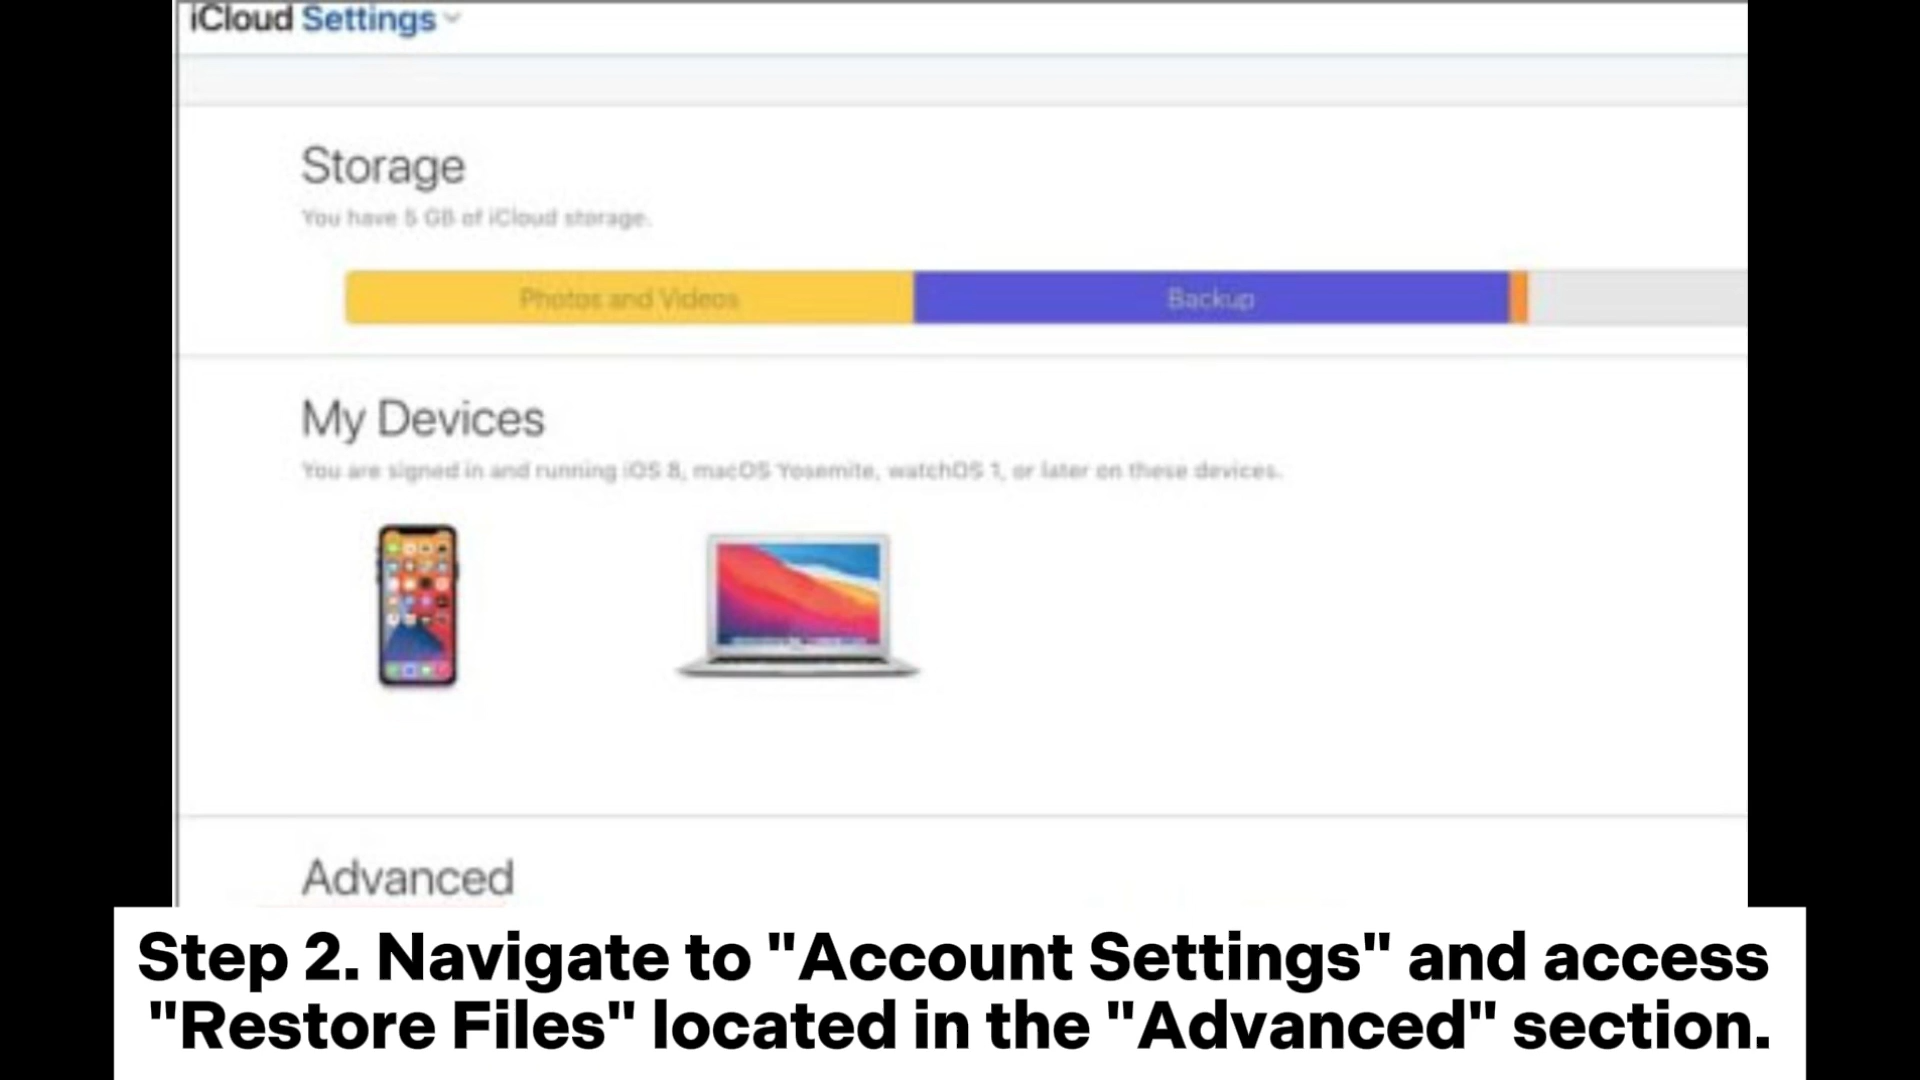 iCloud Settings
Storage
You have 5 GB of iCloud storage.
Photos and Videos
Backup
My Devices
You are signed in and running iOS 8, macOS Yosemite, watchOS 1, or later on these devices.
Advanced
Step 2. Navigate to "Account Settings" and access
"Restore Files" located in the "Advanced" section.